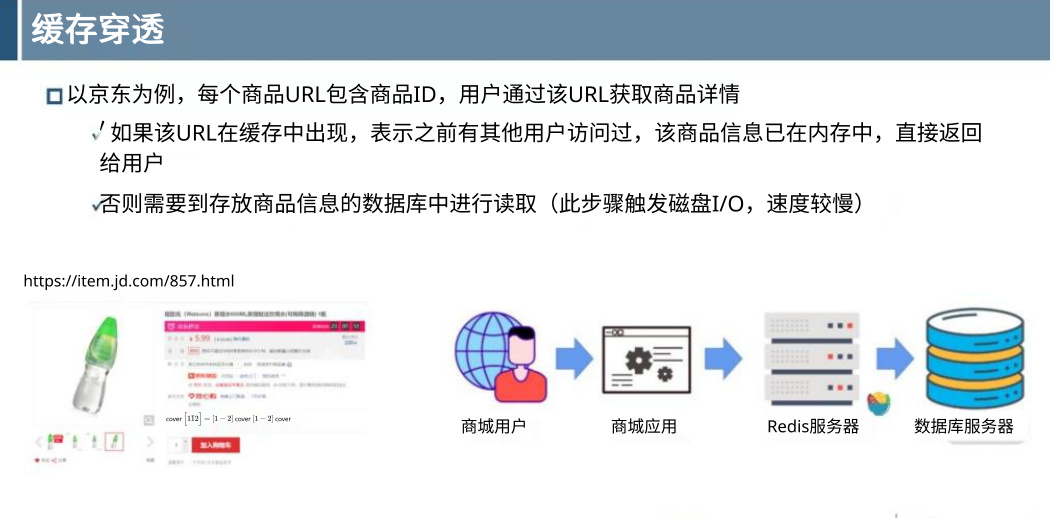 缓存穿透
以京东为例，每个商品URL包含商品ID，用户通过该URL获取商品详情
如果该URL在缓存中出现，表示之前有其他用户访问过，该商品信息已在内存中，直接返回
给用户
否则需要到存放商品信息的数据库中进行读取（此步骤触发磁盘I/O，速度较慢）
https://item.jd.com/857.html
¥ 5.99
cover [112] = [1−2] cover [1−2] cover
加入购物车
商城用户
商城应用
Redis服务器
数据库服务器